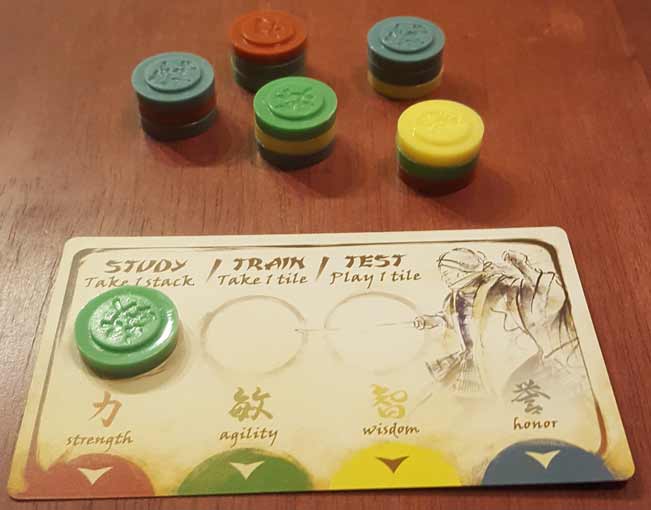 STUDY / TRAIN / TEST
Take 1 stack Take 1 tile Play 1 tile
力 敏 智 誉
strength agility wisdom honor